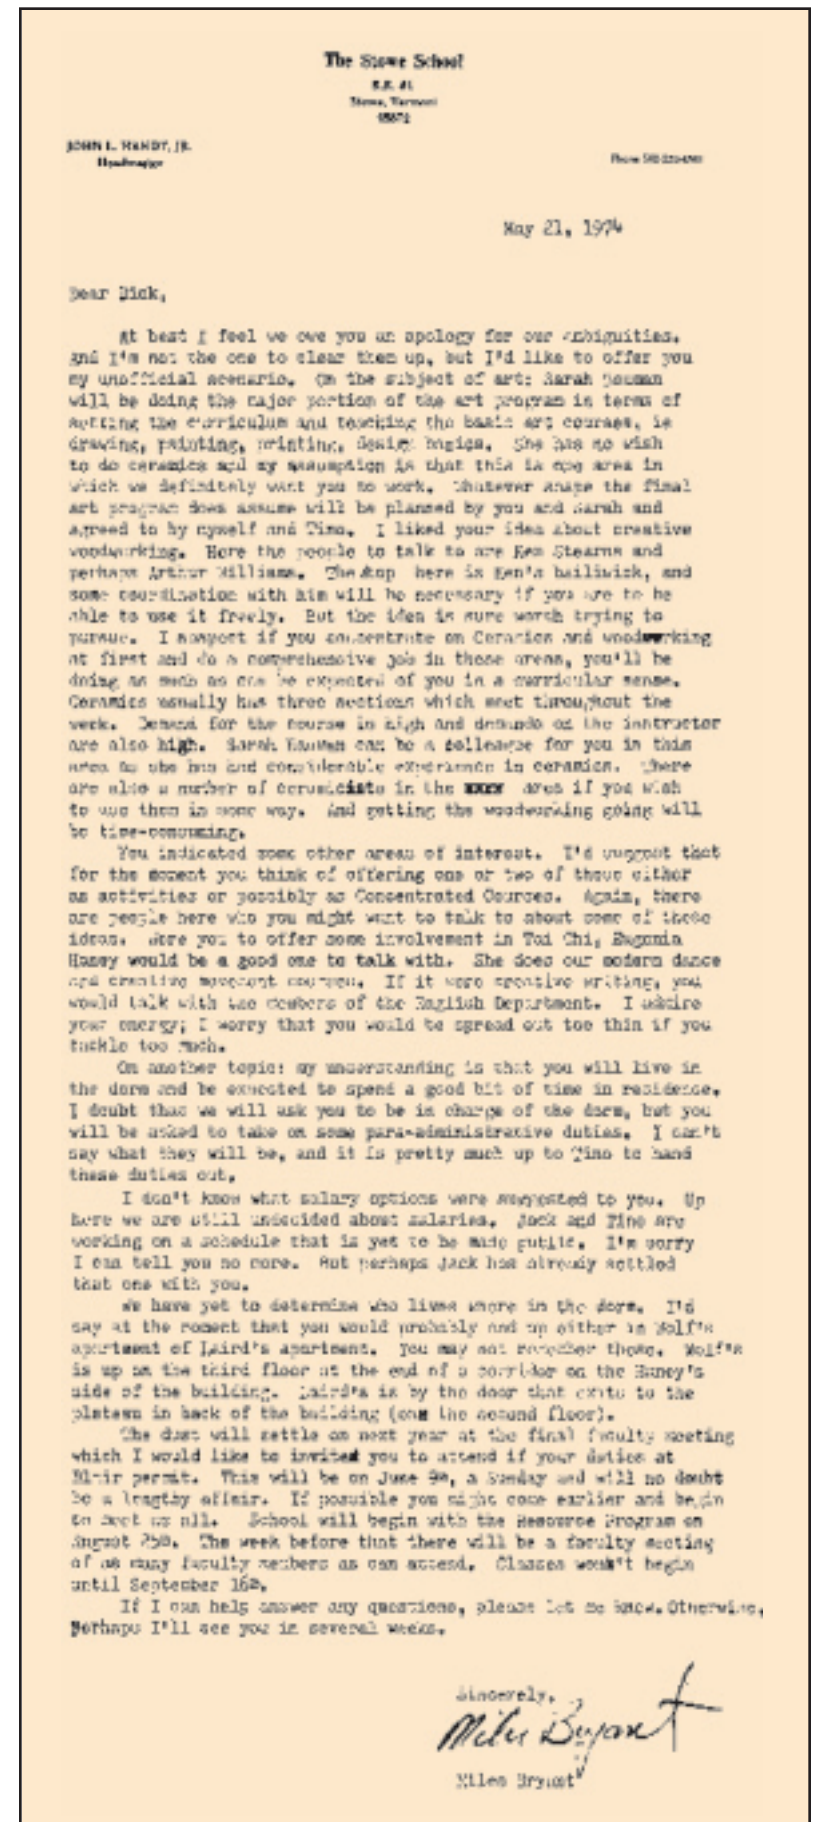 The Stowe School
R.R. #1
Stowe, Vermont
05672
JOHN L. HANDY, JR.
Headmaster
Phone
May 21, 1974
Dear Dick,
At best I feel we owe you an apology for our ambiguities.
And I'm not the one to clear them up, but I'd like to offer you
my unofficial scenario. On the subject of art: Sarah
will be doing the major portion of the art program in terms of
setting the curriculum and teaching the basic art courses, ie
drawing, painting, printing, design basics. She has no wish
to do ceramics and my assumption is that this is one area in
which we definitely want you to work. Whatever shape the final
art program does assume will be planned by you and Sarah and
agreed to by myself and Tino. I liked your idea about creative
woodworking. Here the people to talk to are Ken Stearns and
perhaps Arthur Williams. The shop here is Ken's bailiwick, and
some coordination with him will be necessary if you are to be
able to use it freely. But the idea is sure worth trying to
pursue. I suspect if you concentrate on Ceramics and woodworking
at first and do a comprehensive job in those areas, you'll be
doing as much as can be expected of you in a curricular sense.
Ceramics usually has three sections which meet throughout the
week. Demand for the course is high and demands on the instructor
are also high. Sarah can be a colleague for you in this
area as she has had considerable experience in ceramics. There
are also a number of ceramicists in the area if you wish
to use them in some way. And getting the woodworking going will
be time-consuming.
You indicated some other areas of interest. I'd suggest that
for the moment you think of offering one or two of these either
as activities or possibly as Concentrated Courses. Again, there
are people here who you might want to talk to about some of these
ideas. Were you to offer some involvement in Tai Chi, Eugenia
Haney would be a good one to talk with. She does our modern dance
and creative movement courses. If it were creative writing, you
would talk with the members of the English Department. I admire
your energy; I worry that you would be spread out too thin if you
tackle too much.
On another topic: my understanding is that you will live in
the dorm and be expected to spend a good bit of time in residence.
I doubt that we will ask you to be in charge of the dorm, but you
will be asked to take on some para-administrative duties. I can't
say what they will be, and it is pretty much up to Tino to hand
these duties out.
I don't know what salary options were suggested to you. Up
here we are still undecided about salaries. Jack and Tino are
working on a schedule that is yet to be made public. I'm sorry
I can tell you no more. But perhaps Jack has already settled
that one with you.
We have yet to determine who lives where in the dorm. I'd
say at the moment that you would probably end up either in Wolf's
apartment of Laird's apartment. You may not remember these. Wolf's
is up on the third floor at the end of a corridor on the Haney's
side of the building. Laird's is by the door that exits to the
plateau in back of the building (on the second floor).
The dust will settle on next year at the final faculty meeting
which I would like to invited you to attend if your duties at
Blair permit. This will be on June 9th, a Sunday and will no doubt
be a lengthy affair. If possible you might come earlier and begin
to meet us all. School will begin with the Resource Program on
August 25th. The week before that there will be a faculty meeting
of as many faculty members as can attend. Classes won't begin
until September 16th.
If I can help answer any questions, please let me know. Otherwise,
Perhaps I'll see you in several weeks.
Sincerely,
Miles Bryant
Miles Bryant